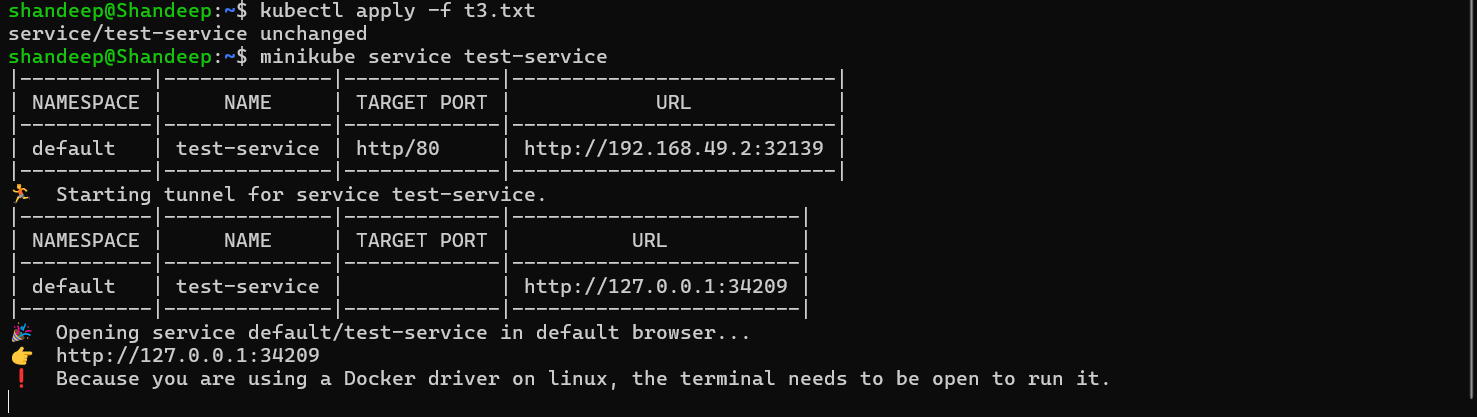 shandeep@Shandeep:~$ kubectl apply -f t3.txt
service/test-service unchanged
shandeep@Shandeep:~$ minikube service test-service
|-----------|--------------|-------------|---------------------------|
| NAMESPACE |     NAME     | TARGET PORT |            URL            |
|-----------|--------------|-------------|---------------------------|
| default   | test-service | http/80     | http://192.168.49.2:32139 |
|-----------|--------------|-------------|---------------------------|
🏃  Starting tunnel for service test-service.
|-----------|--------------|-------------|------------------------|
| NAMESPACE |     NAME     | TARGET PORT |          URL           |
|-----------|--------------|-------------|------------------------|
| default   | test-service |             | http://127.0.0.1:34209 |
|-----------|--------------|-------------|------------------------|
🎉  Opening service default/test-service in default browser...
👉  http://127.0.0.1:34209
❗  Because you are using a Docker driver on linux, the terminal needs to be open to run it.